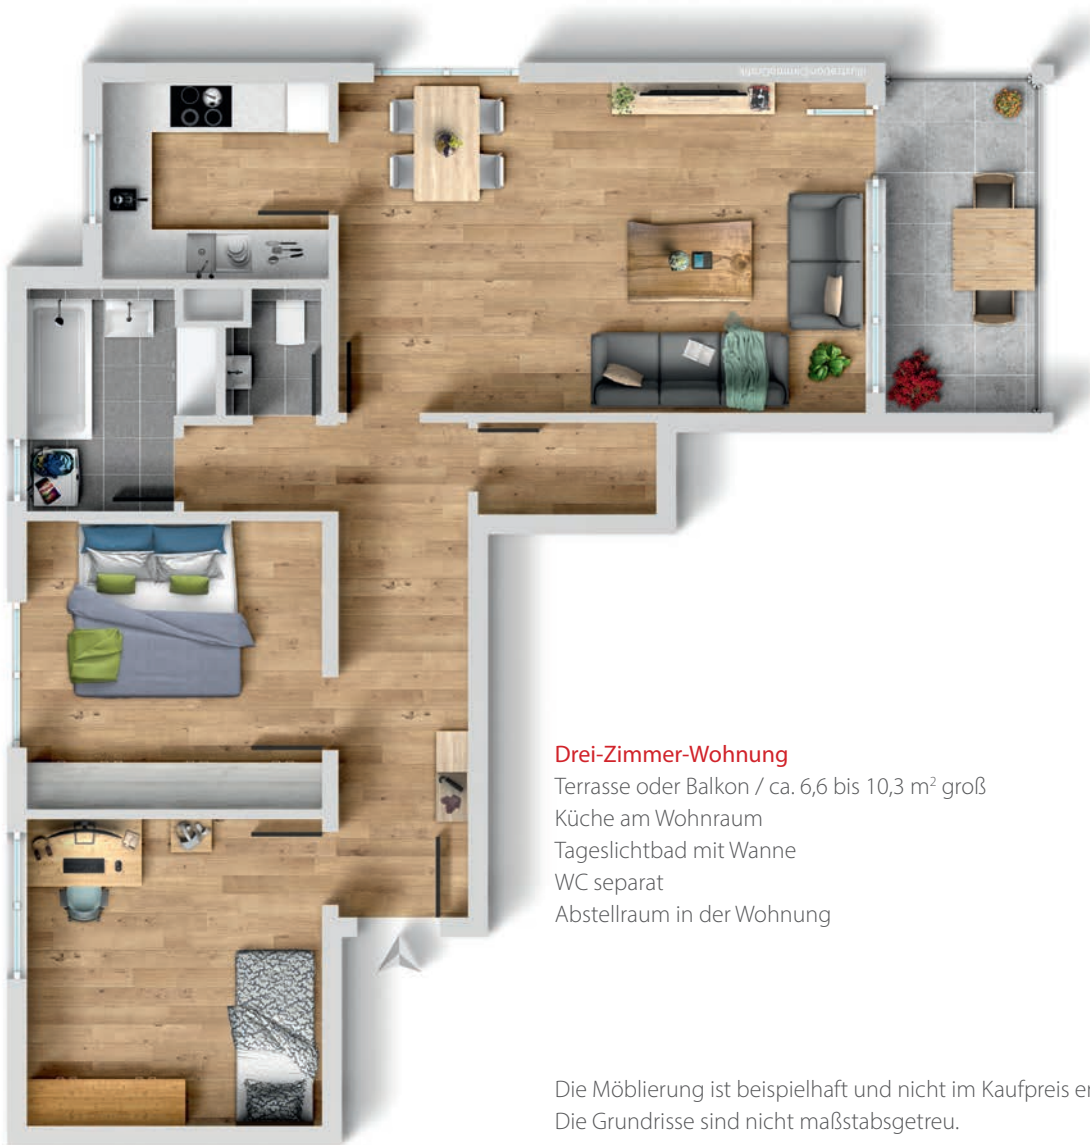 Illustration©ImmoGrafik
Drei-Zimmer-Wohnung
Terrasse oder Balkon / ca. 6,6 bis 10,3 m² groß
Küche am Wohnraum
Tageslichtbad mit Wanne
WC separat
Abstellraum in der Wohnung
Die Möblierung ist beispielhaft und nicht im Kaufpreis
Die Grundrisse sind nicht maßstabsgetreu.